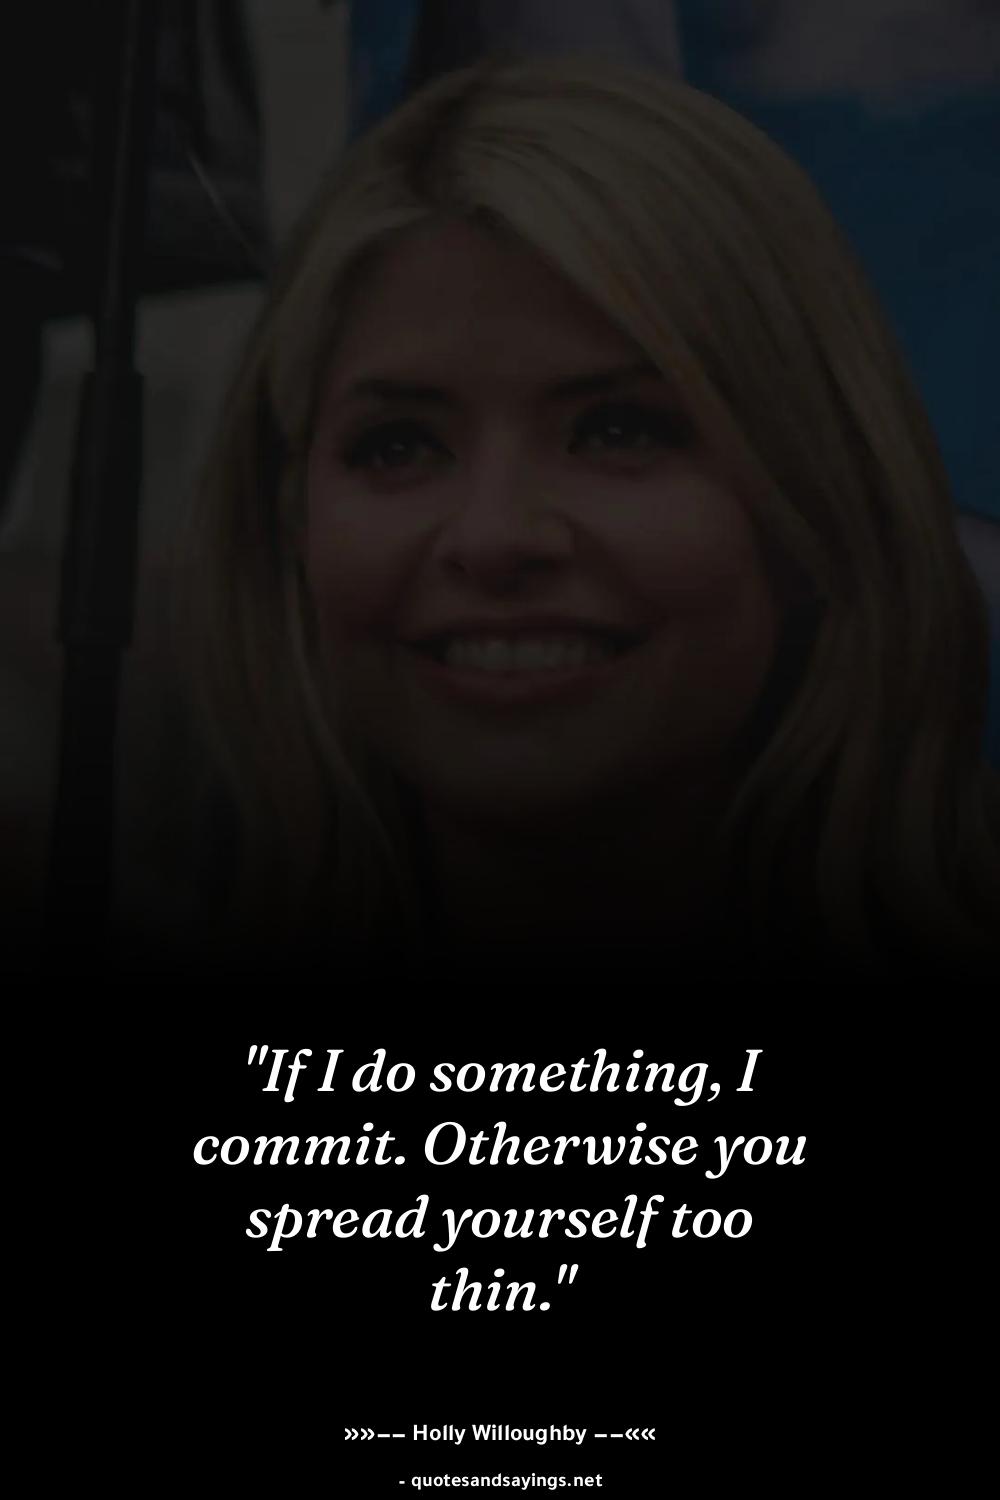 "If I do something, I
commit. Otherwise you
spread yourself too
thin."
»»−− Holly Willoughby −−««
- quotesandsayings.net